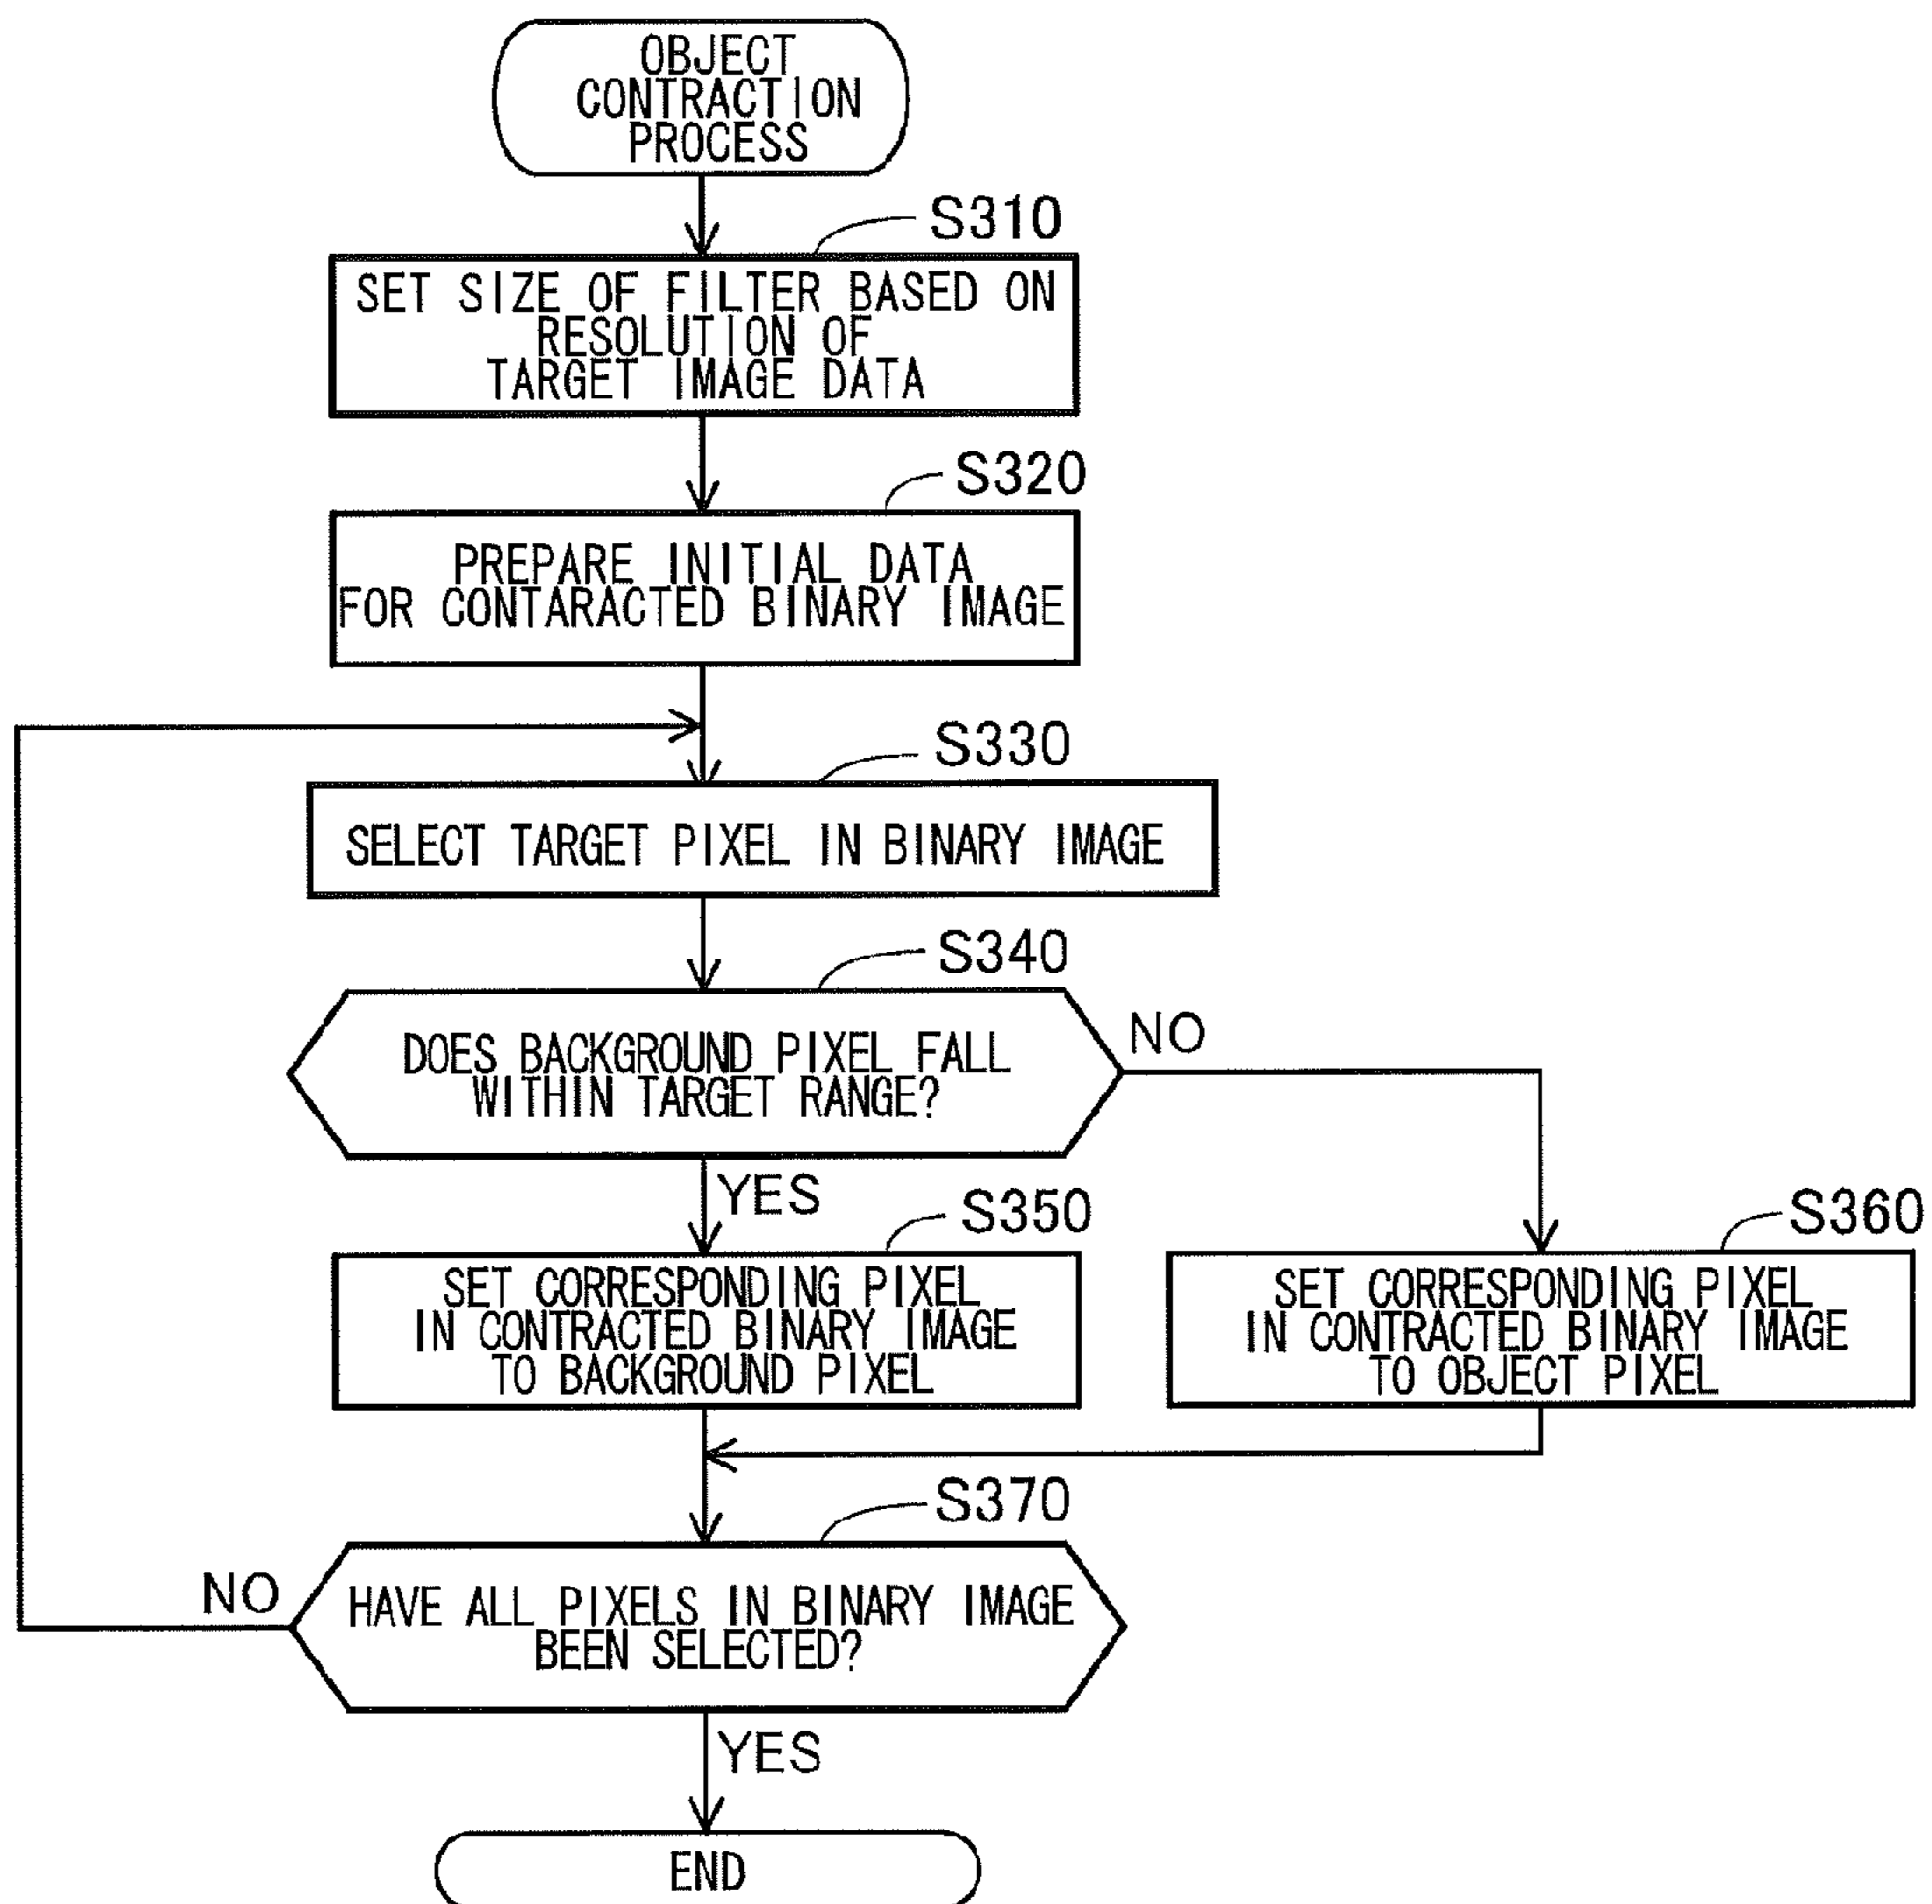 OBJECT
CONTRACTION
PROCESS
S310
SET SIZE OF FILTER BASED ON
RESOLUTION OF
TARGET IMAGE DATA
S320
PREPARE INITIAL DATA
FOR CONTARACTED BINARY IMAGE
S330
SELECT TARGET PIXEL IN BINARY IMAGE
S340
DOES BACKGROUND PIXEL FALL
WITHIN TARGET RANGE?
NO
YES
S350
SET CORRESPONDING PIXEL
IN CONTRACTED BINARY IMAGE
TO BACKGROUND PIXEL
S360
SET CORRESPONDING PIXEL
IN CONTRACTED BINARY IMAGE
TO OBJECT PIXEL
S370
HAVE ALL PIXELS IN BINARY IMAGE
BEEN SELECTED?
NO
YES
END